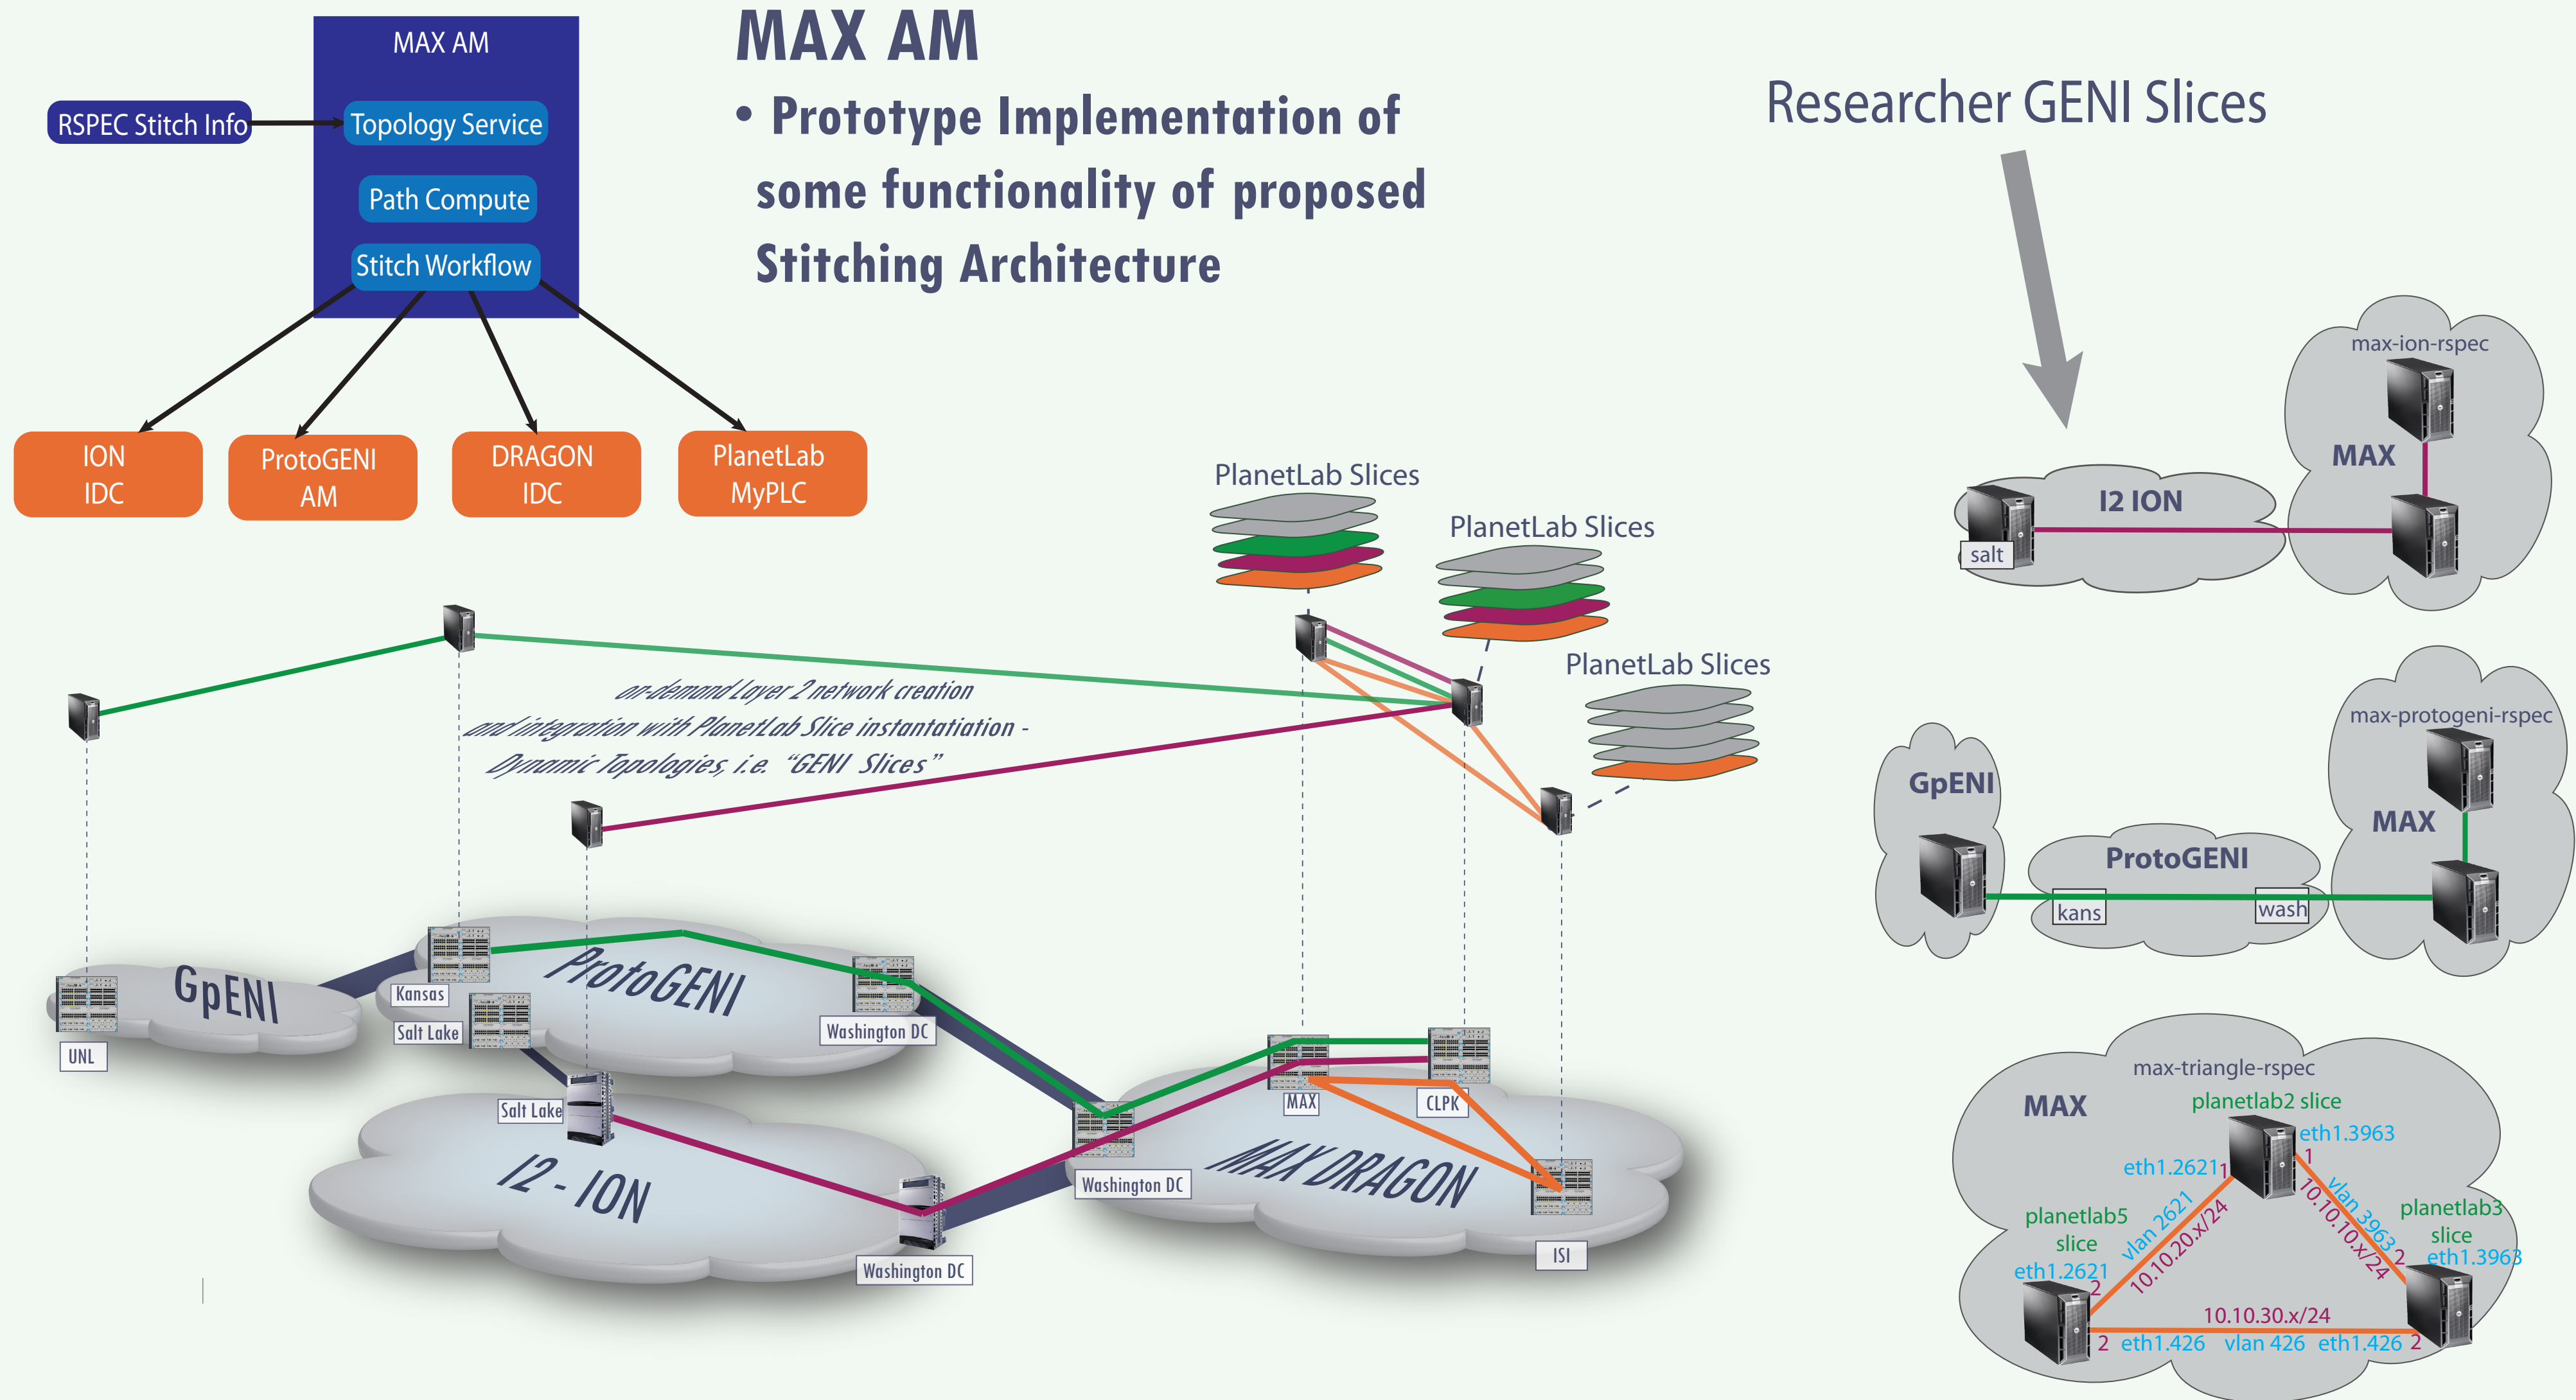 MAX AM
RSPEC Stitch Info
Topology Service
Path Compute
Stitch Workflow
ION
IDC
ProtoGENI
AM
DRAGON
IDC
PlanetLab
MyPLC
MAX AM
• Prototype Implementation of
some functionality of proposed
Stitching Architecture
Researcher GENI Slices
PlanetLab Slices
PlanetLab Slices
PlanetLab Slices
on-demand Layer 2 network creation
and integration with PlanetLab Slice instantatiation -
Dynamic Topologies, i.e. “GENI Slices”
GpENI
UNL
ProtoGENI
Kansas
Salt Lake
Washington DC
Salt Lake
I2 - ION
Washington DC
Washington DC
MAX
CLPK
MAX DRAGON
ISI
max-ion-rspec
MAX
I2 ION
salt
max-protogeni-rspec
GpENI
MAX
ProtoGENI
kans
wash
max-triangle-rspec
MAX
planetlab2 slice
eth1.3963
eth1.2621
1
1
vlan 2621
10.10.20.x/24
vlan 3963
10.10.10.x/24
planetlab5
slice
eth1.2621
2
planetlab3
slice
2
eth1.3963
10.10.30.x/24
2 eth1.426 vlan 426 eth1.426 2